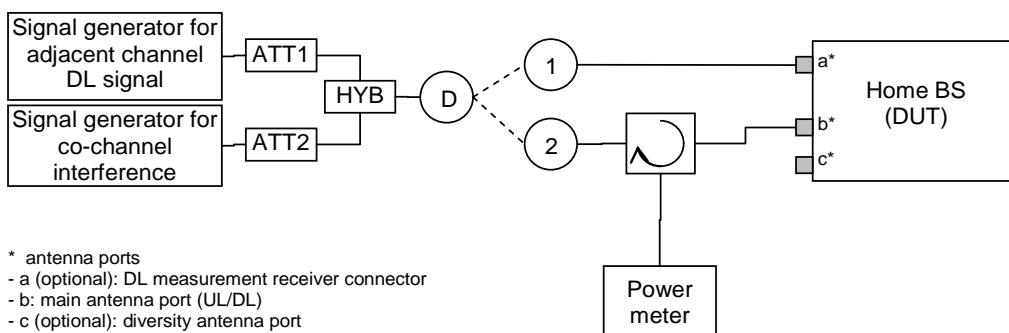 Signal generator for
adjacent channel
DL signal
ATT1
HYB
D
1
2
a*
b*
c*
Home BS
(DUT)
Signal generator for
co-channel
interference
ATT2
Power
meter
* antenna ports
- a (optional): DL measurement receiver connector
- b: main antenna port (UL/DL)
- c (optional): diversity antenna port